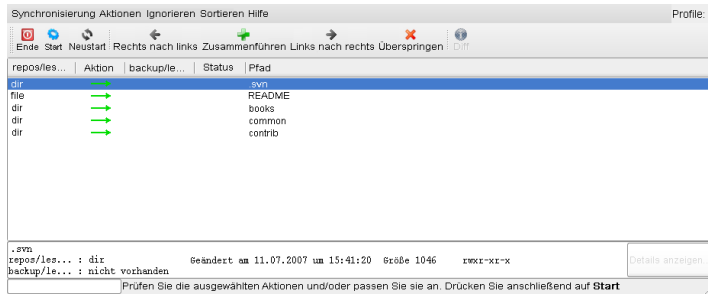 Synchronisierung Aktionen Ignorieren Sortieren Hilfe Profile:
Ende Start Neustart Rechts nach links Zusammenführen Links nach rechts Überspringen Diff
repos/les... Aktion backup/le... Status Pfad
dir .svn
file README
dir books
dir common
dir contrib
.svn
repos/les... : dir Geändert am 11.07.2007 um 15:41:20 Größe 1046 rwxr-xr-x
backup/le... : nicht vorhanden
Details anzeigen..
Prüfen Sie die ausgewählten Aktionen und/oder passen Sie sie an. Drücken Sie anschließend auf Start